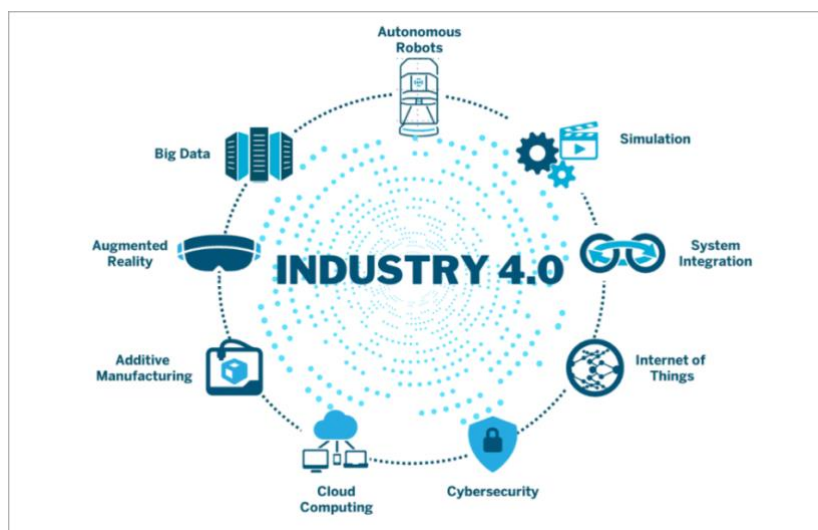 Autonomous
Robots
Big Data
Simulation
Augmented
Reality
INDUSTRY 4.0
System
Integration
Additive
Manufacturing
Internet of
Things
Cloud
Computing
Cybersecurity